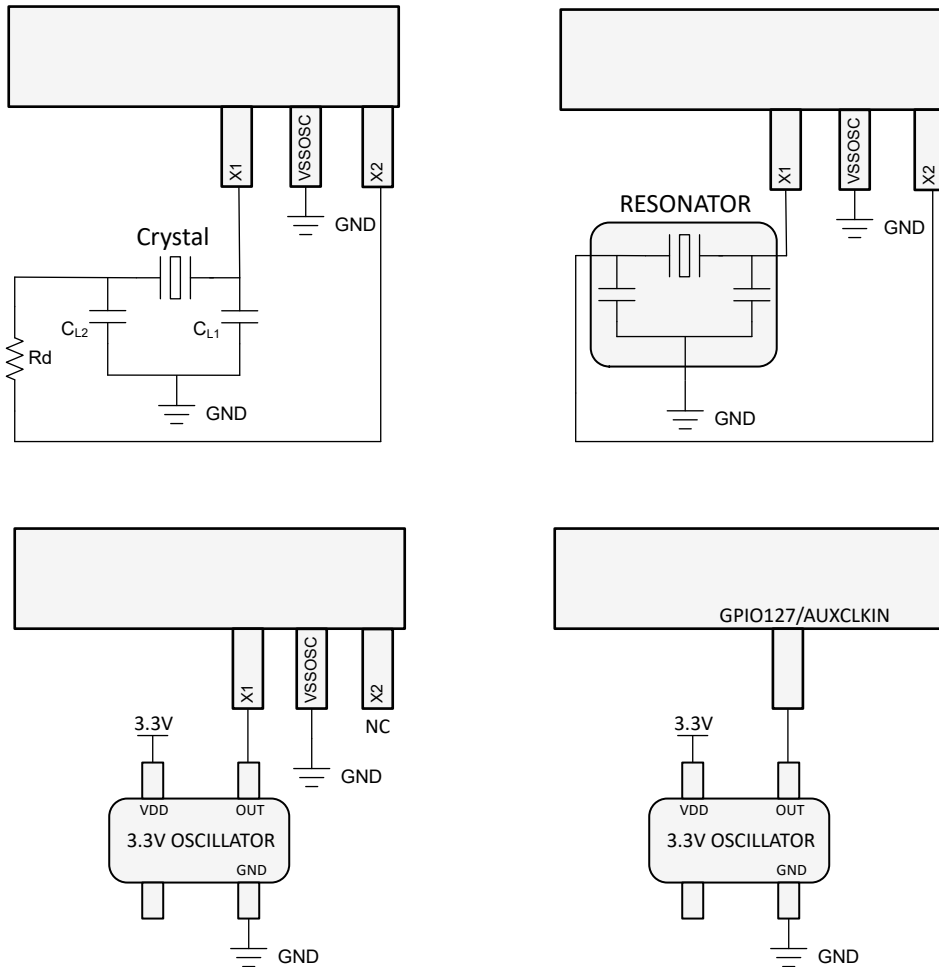 X1
VSSOSC
X2
GND
Crystal
CL2
CL1
Rd
GND
X1
VSSOSC
X2
GND
RESONATOR
GND
X1
VSSOSC
X2
NC
3.3V
GND
VDD
OUT
3.3V OSCILLATOR
GND
GND
GPIO127/AUXCLKIN
3.3V
VDD
OUT
3.3V OSCILLATOR
GND
GND